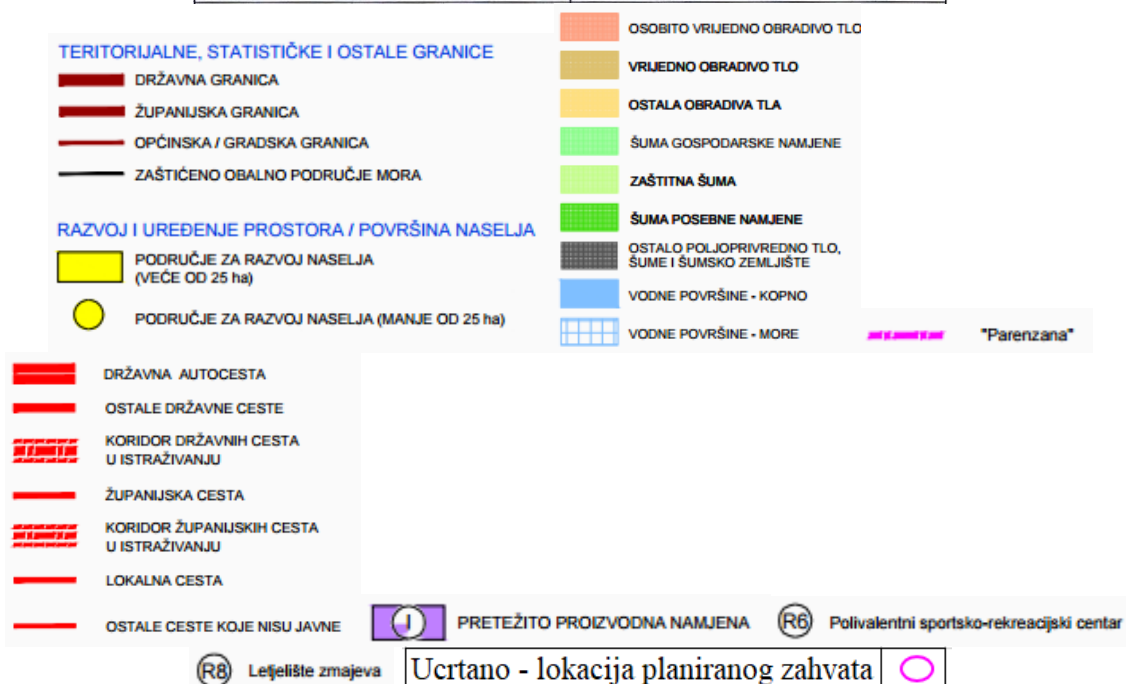 TERITORIJALNE, STATISTIČKE I OSTALE GRANICE
DRŽAVNA GRANICA
ŽUPANIJSKA GRANICA
OPĆINSKA / GRADSKA GRANICA
ZAŠTIĆENO OBALNO PODRUČJE MORA
RAZVOJ I UREĐENJE PROSTORA / POVRŠINA NASELJA
PODRUČJE ZA RAZVOJ NASELJA
(VEĆE OD 25 ha)
PODRUČJE ZA RAZVOJ NASELJA (MANJE OD 25 ha)
OSOBITO VRIJEDNO OBRADIVO TLO
VRIJEDNO OBRADIVO TLO
OSTALA OBRADIVA TLA
ŠUMA GOSPODARSKE NAMJENE
ZAŠTITNA ŠUMA
ŠUMA POSEBNE NAMJENE
OSTALO POLJOPRIVREDNO TLO,
ŠUME I ŠUMSKO ZEMLJIŠTE
VODNE POVRŠINE - KOPNO
VODNE POVRŠINE - MORE
"Parenzana"
DRŽAVNA AUTOCESTA
OSTALE DRŽAVNE CESTE
KORIDOR DRŽAVNIH CESTA
U ISTRAŽIVANJU
ŽUPANIJSKA CESTA
KORIDOR ŽUPANIJSKIH CESTA
U ISTRAŽIVANJU
LOKALNA CESTA
OSTALE CESTE KOJE NISU JAVNE
I PRETEŽITO PROIZVODNA NAMJENA
R6 Polivalentni sportsko-rekreacijski centar
R8 Letjelište zmajeva
Ucrtano - lokacija planiranog zahvata